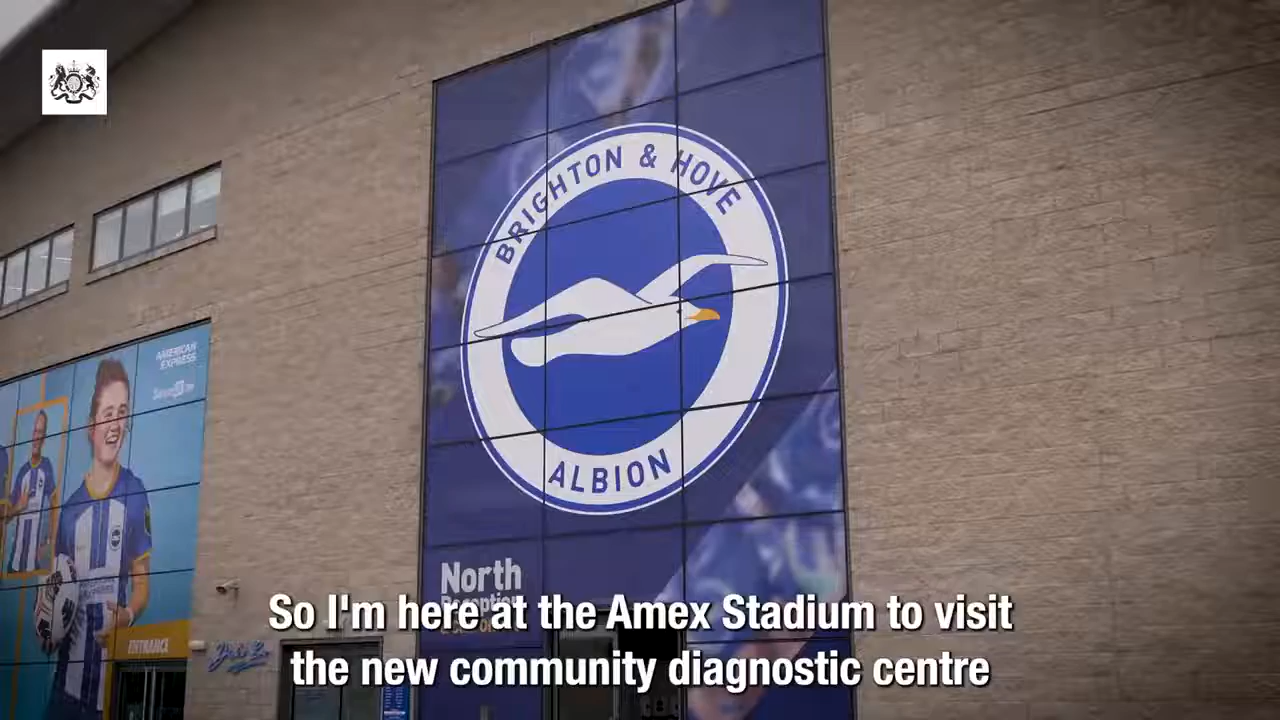 BRIGHTON & HOVE
ALBION
AMERICAN
EXPRESS
North
Reception
ENTRANCE
So I'm here at the Amex Stadium to visit
the new community diagnostic centre